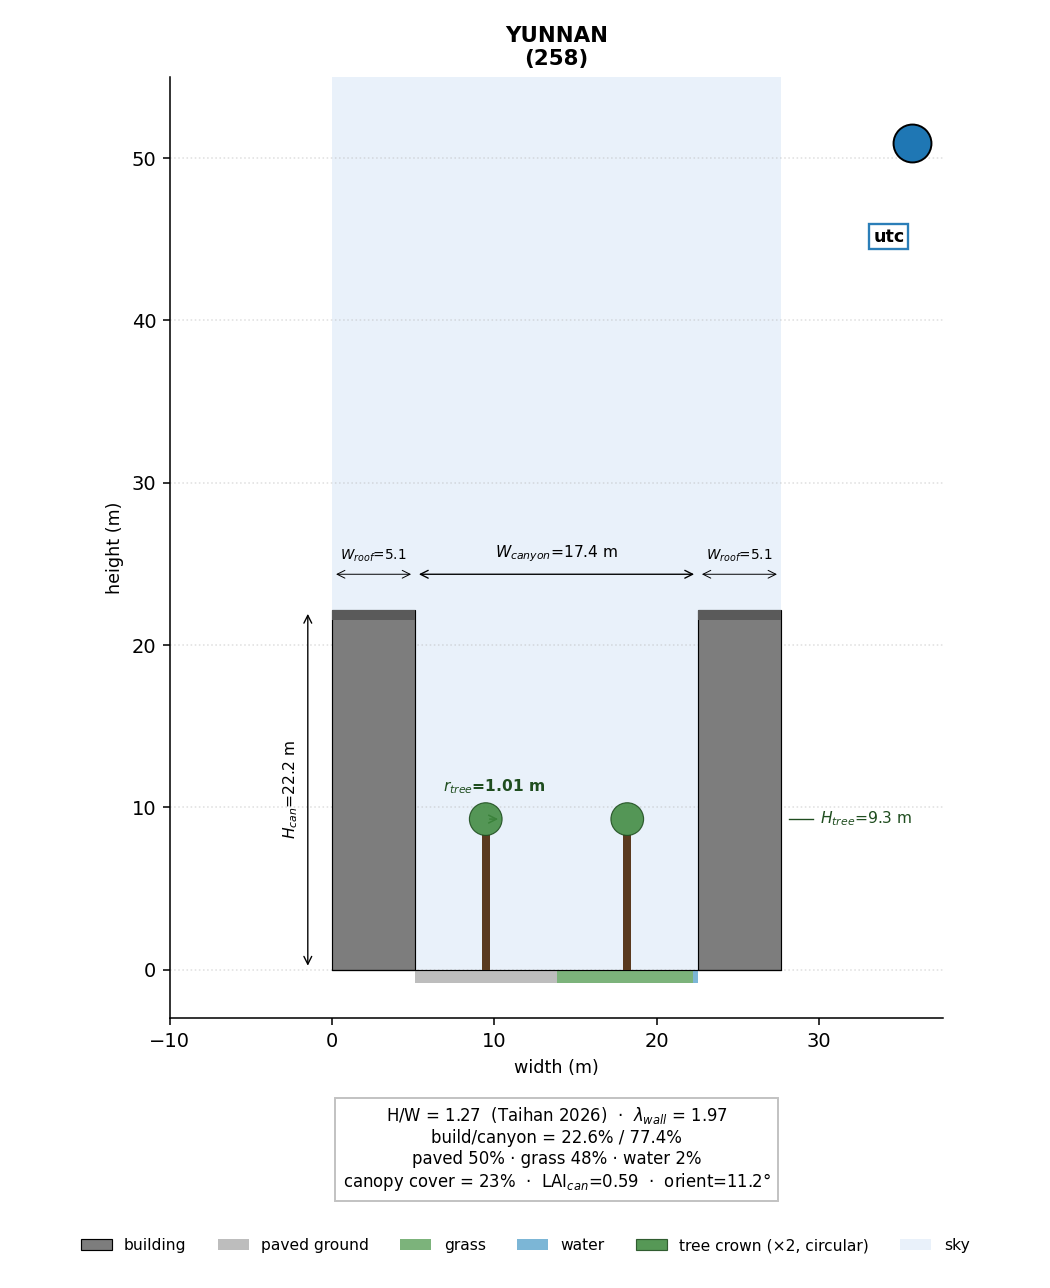 YUNNAN
(258)
50
utc
40
30
height (m)
W_roof=5.1
W_canyon=17.4 m
W_roof=5.1
20
H_can=22.2 m
r_tree=1.01 m
10
H_tree=9.3 m
0
−10 0 10 20 30
width (m)
H/W = 1.27 (Taihan 2026) · λ_wall = 1.97
build/canyon = 22.6% / 77.4%
paved 50% · grass 48% · water 2%
canopy cover = 23% · LAI_can=0.59 · orient=11.2°
building paved ground grass water tree crown (×2, circular) sky